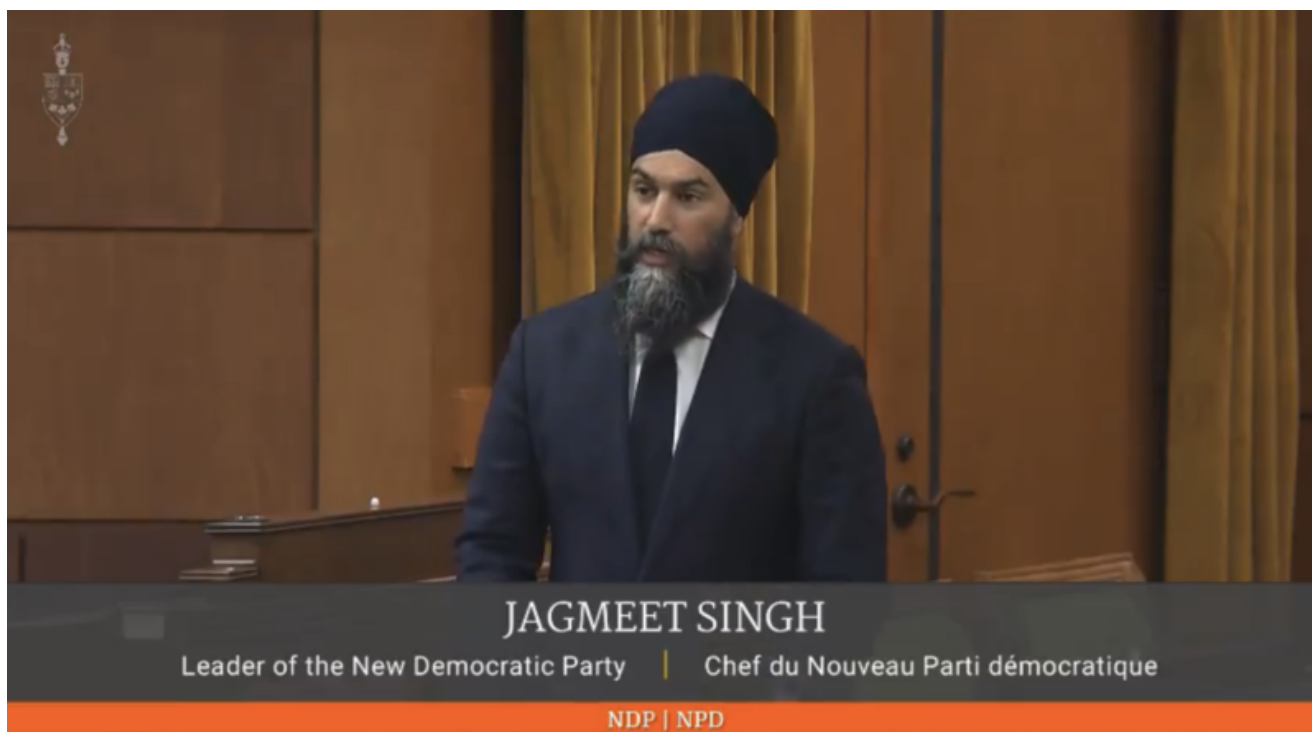 JAGMEET SINGH
Leader of the New Democratic Party | Chef du Nouveau Parti démocratique
NDP | NPD